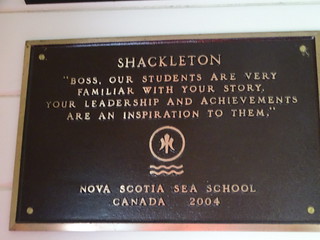 SHACKLETON
"BOSS, OUR STUDENTS ARE VERY
FAMILIAR WITH YOUR STORY.
YOUR LEADERSHIP AND ACHIEVEMENTS
ARE AN INSPIRATION TO THEM."
NOVA SCOTIA SEA SCHOOL
CANADA 2004